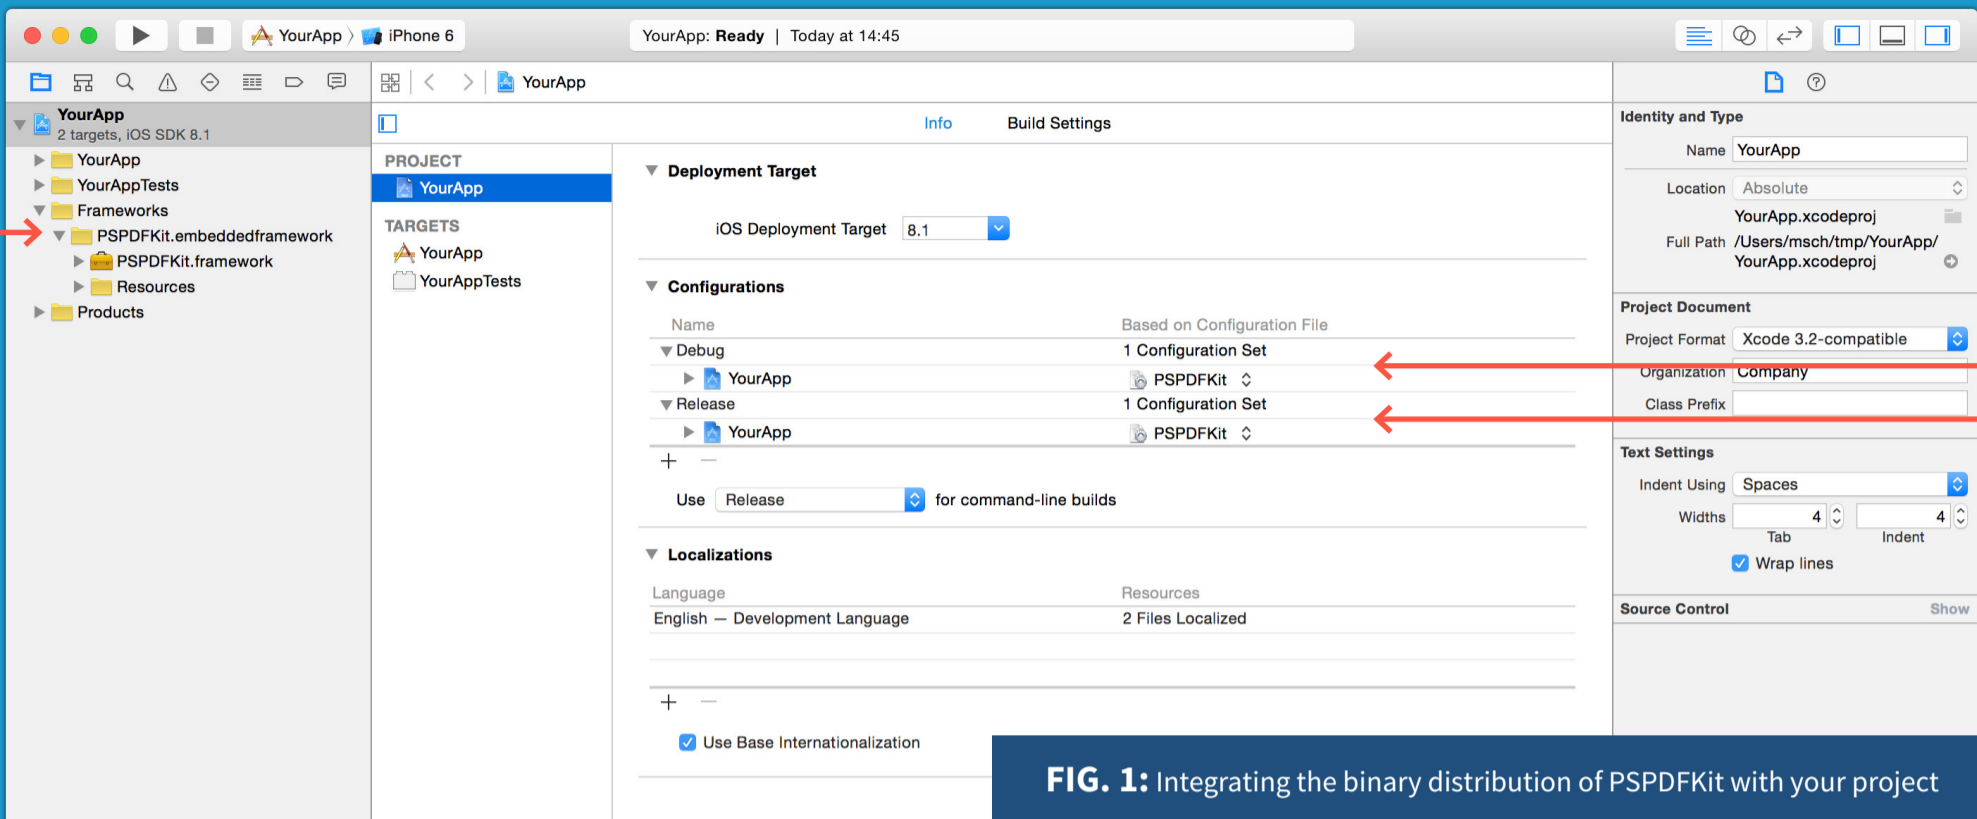 YourApp 〉 iPhone 6
YourApp: Ready | Today at 14:45
YourApp
2 targets, iOS SDK 8.1
YourApp
YourAppTests
Frameworks
PSPDFKit.embeddedframework
PSPDFKit.framework
Resources
Products
YourApp
Info Build Settings
PROJECT
YourApp
TARGETS
YourApp
YourAppTests
Deployment Target
iOS Deployment Target 8.1
Configurations
Name Based on Configuration File
Debug 1 Configuration Set
YourApp PSPDFKit
Release 1 Configuration Set
YourApp PSPDFKit
Use Release for command-line builds
Localizations
Language Resources
English — Development Language 2 Files Localized
Use Base Internationalization
Identity and Type
Name YourApp
Location Absolute
YourApp.xcodeproj
Full Path /Users/msch/tmp/YourApp/
YourApp.xcodeproj
Project Document
Project Format Xcode 3.2-compatible
Organization Company
Class Prefix
Text Settings
Indent Using Spaces
Widths 4 4
Tab Indent
Wrap lines
Source Control Show
FIG. 1: Integrating the binary distribution of PSPDFKit with your project